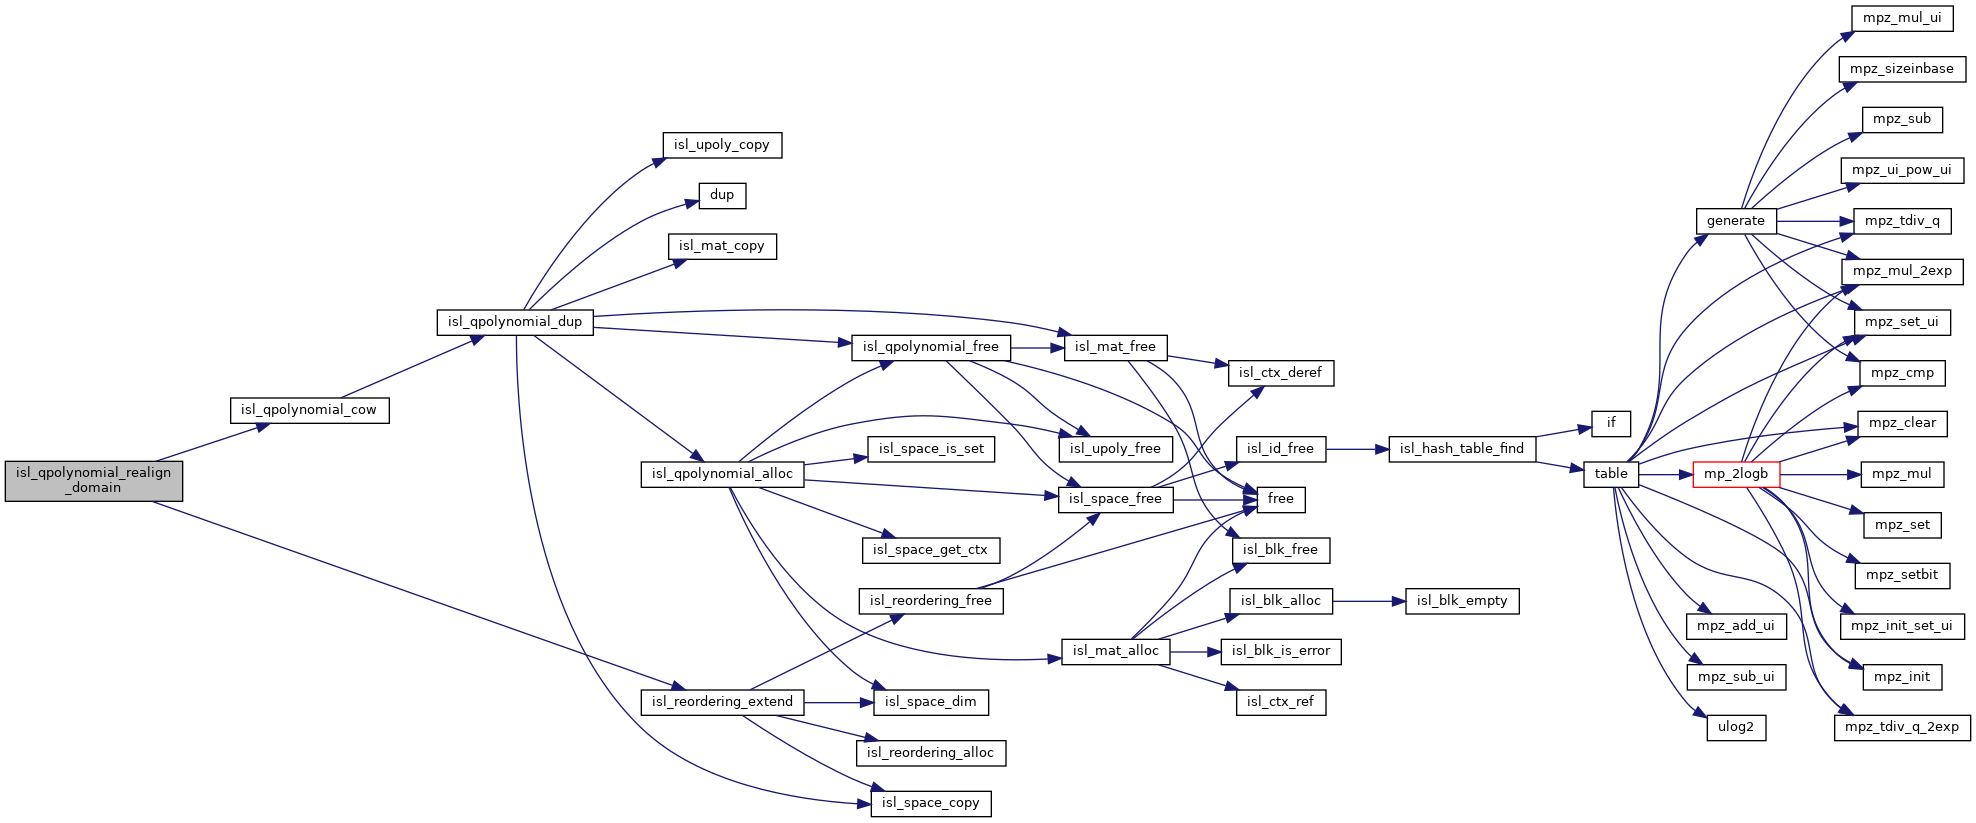 isl_qpolynomial_realign
_domain
isl_qpolynomial_cow
isl_qpolynomial_dup
isl_upoly_copy
dup
isl_mat_copy
isl_qpolynomial_alloc
isl_reordering_extend
isl_qpolynomial_free
isl_space_is_set
isl_space_get_ctx
isl_reordering_free
isl_space_dim
isl_reordering_alloc
isl_space_copy
isl_mat_free
isl_upoly_free
isl_space_free
isl_mat_alloc
isl_ctx_deref
isl_id_free
free
isl_blk_free
isl_blk_alloc
isl_blk_is_error
isl_ctx_ref
isl_hash_table_find
isl_blk_empty
if
table
generate
mp_2logb
mpz_add_ui
mpz_sub_ui
ulog2
mpz_mul_ui
mpz_sizeinbase
mpz_sub
mpz_ui_pow_ui
mpz_tdiv_q
mpz_mul_2exp
mpz_set_ui
mpz_cmp
mpz_clear
mpz_mul
mpz_set
mpz_setbit
mpz_init_set_ui
mpz_init
mpz_tdiv_q_2exp